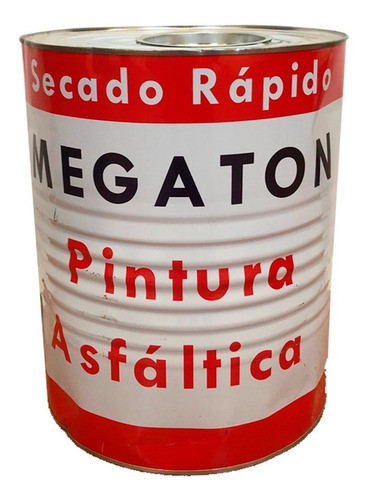 Secado Rápido
MEGATON
Pintura
Asfáltica